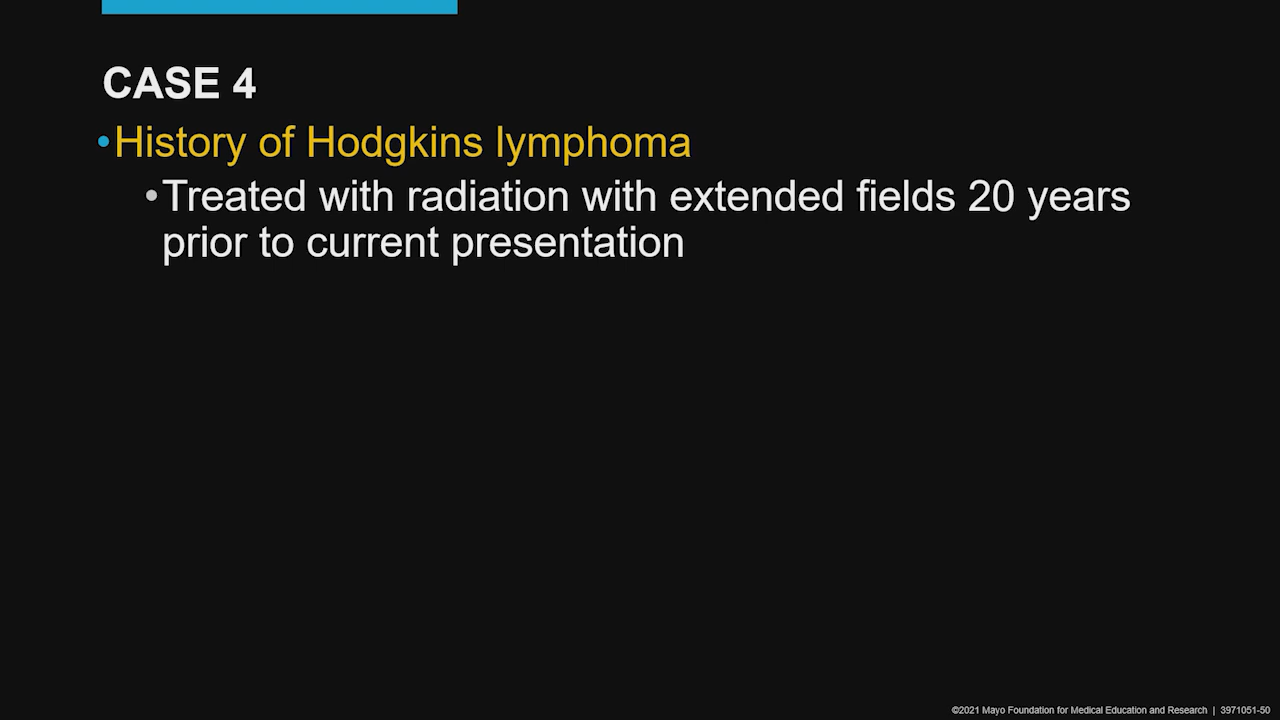 CASE 4
•History of Hodgkins lymphoma
•Treated with radiation with extended fields 20 years
prior to current presentation
©2021 Mayo Foundation for Medical Education and Research | 3971051-50